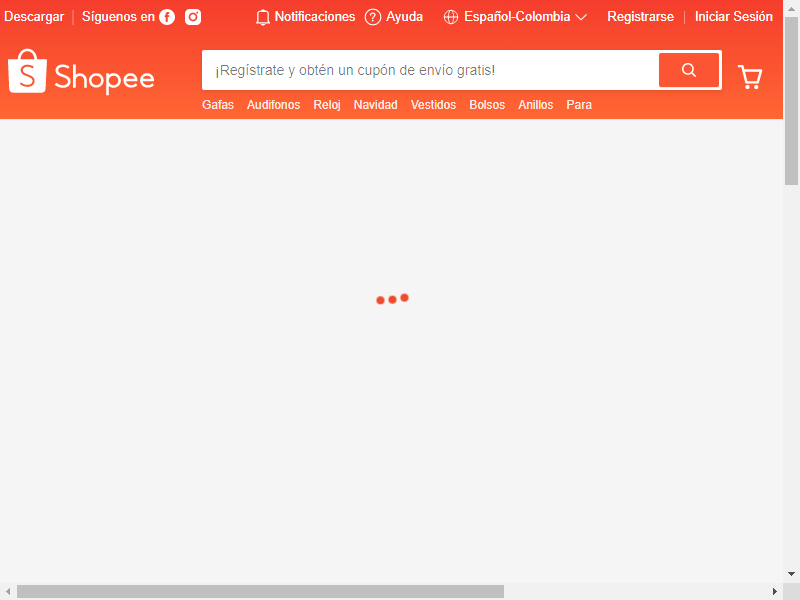 Descargar Síguenos en Notificaciones Ayuda Español-Colombia Registrarse Iniciar Sesión
Shopee ¡Regístrate y obtén un cupón de envío gratis!
Gafas Audifonos Reloj Navidad Vestidos Bolsos Anillos Para